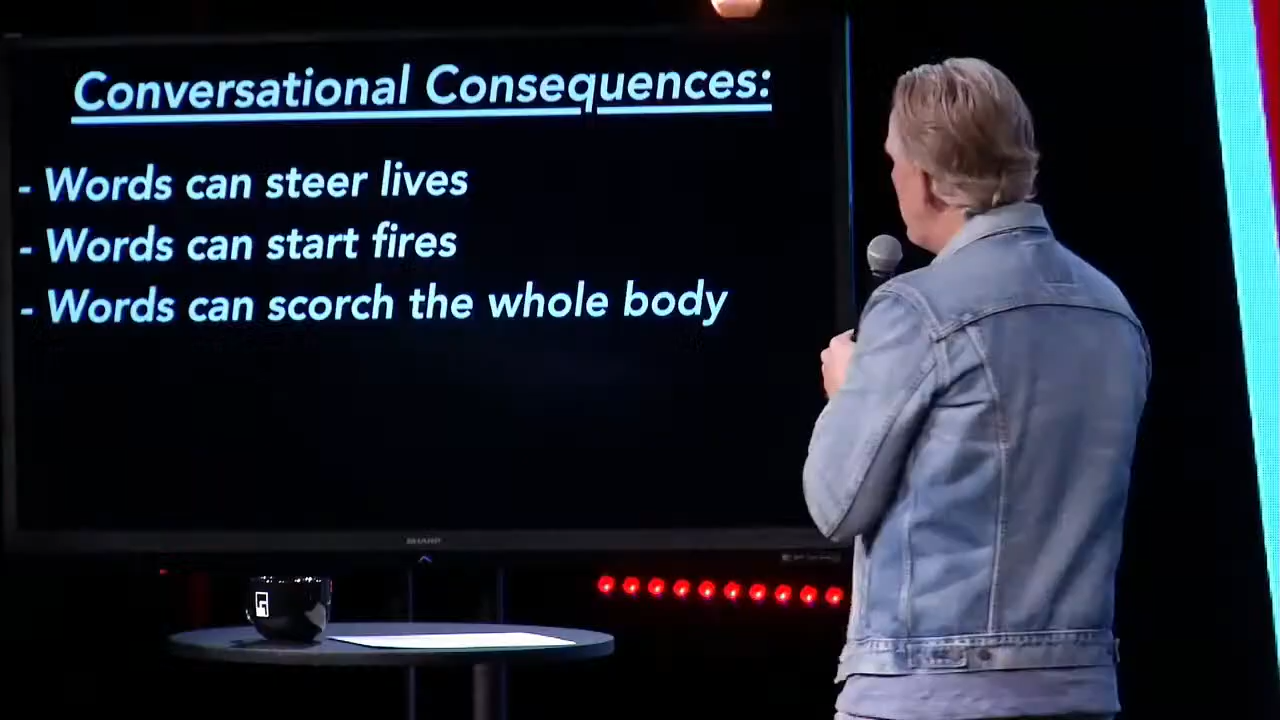 Conversational Consequences:
- Words can steer lives
- Words can start fires
- Words can scorch the whole body
SHARP